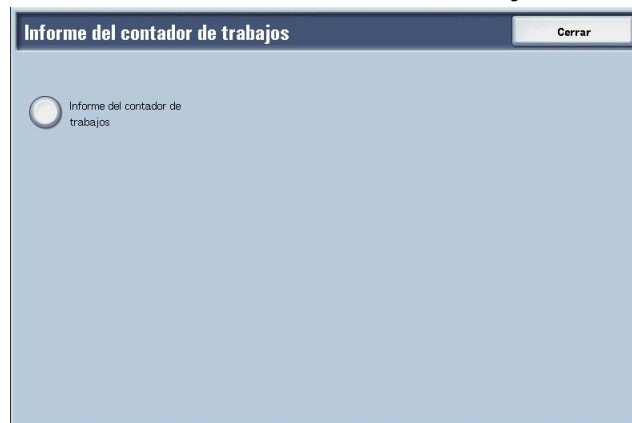 Informe del contador de trabajos
Cerrar
Informe del contador de
trabajos